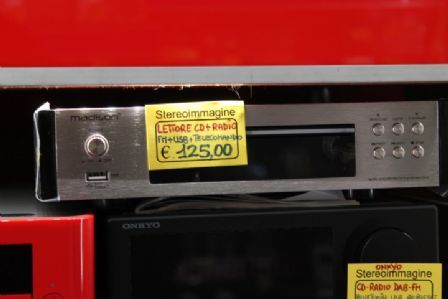 madison
Stereoimmagine
LETTORE CD+RADIO
FM+USB+TELECOMANDO
€. 125,00
ONKYO
Stereoimmagine
ONKYO
CD-RADIO DAB-FM